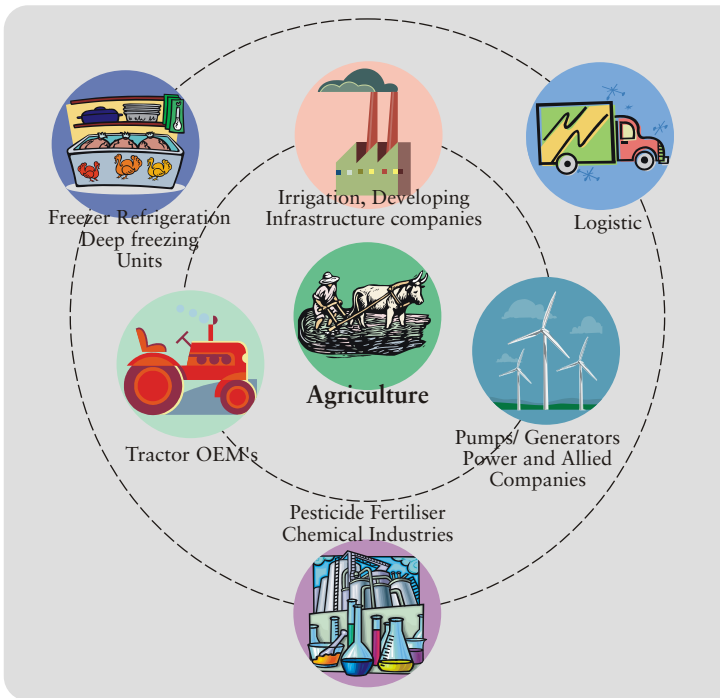 Freezer Refrigeration
Deep freezing
Units
Irrigation, Developing
Infrastructure companies
Logistic
Agriculture
Tractor OEM's
Pumps/ Generators
Power and Allied
Companies
Pesticide Fertiliser
Chemical Industries